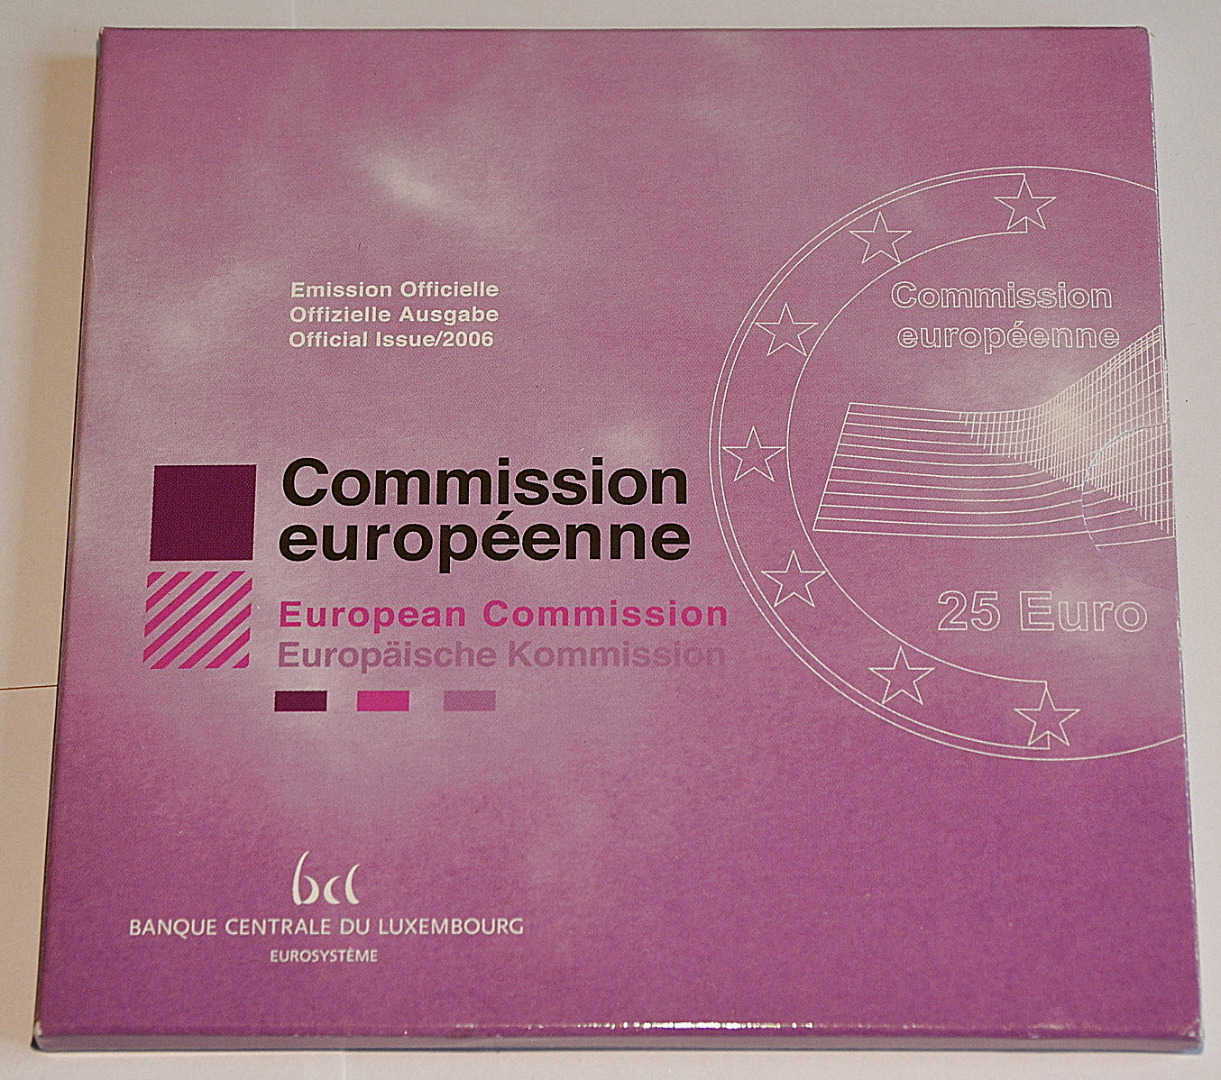 Emission Officielle
Offizielle Ausgabe
Official Issue/2006
Commission
européenne
Commission
européenne
European Commission
Europäische Kommission
25 Euro
bcl
BANQUE CENTRALE DU LUXEMBOURG
EUROSYSTÈME